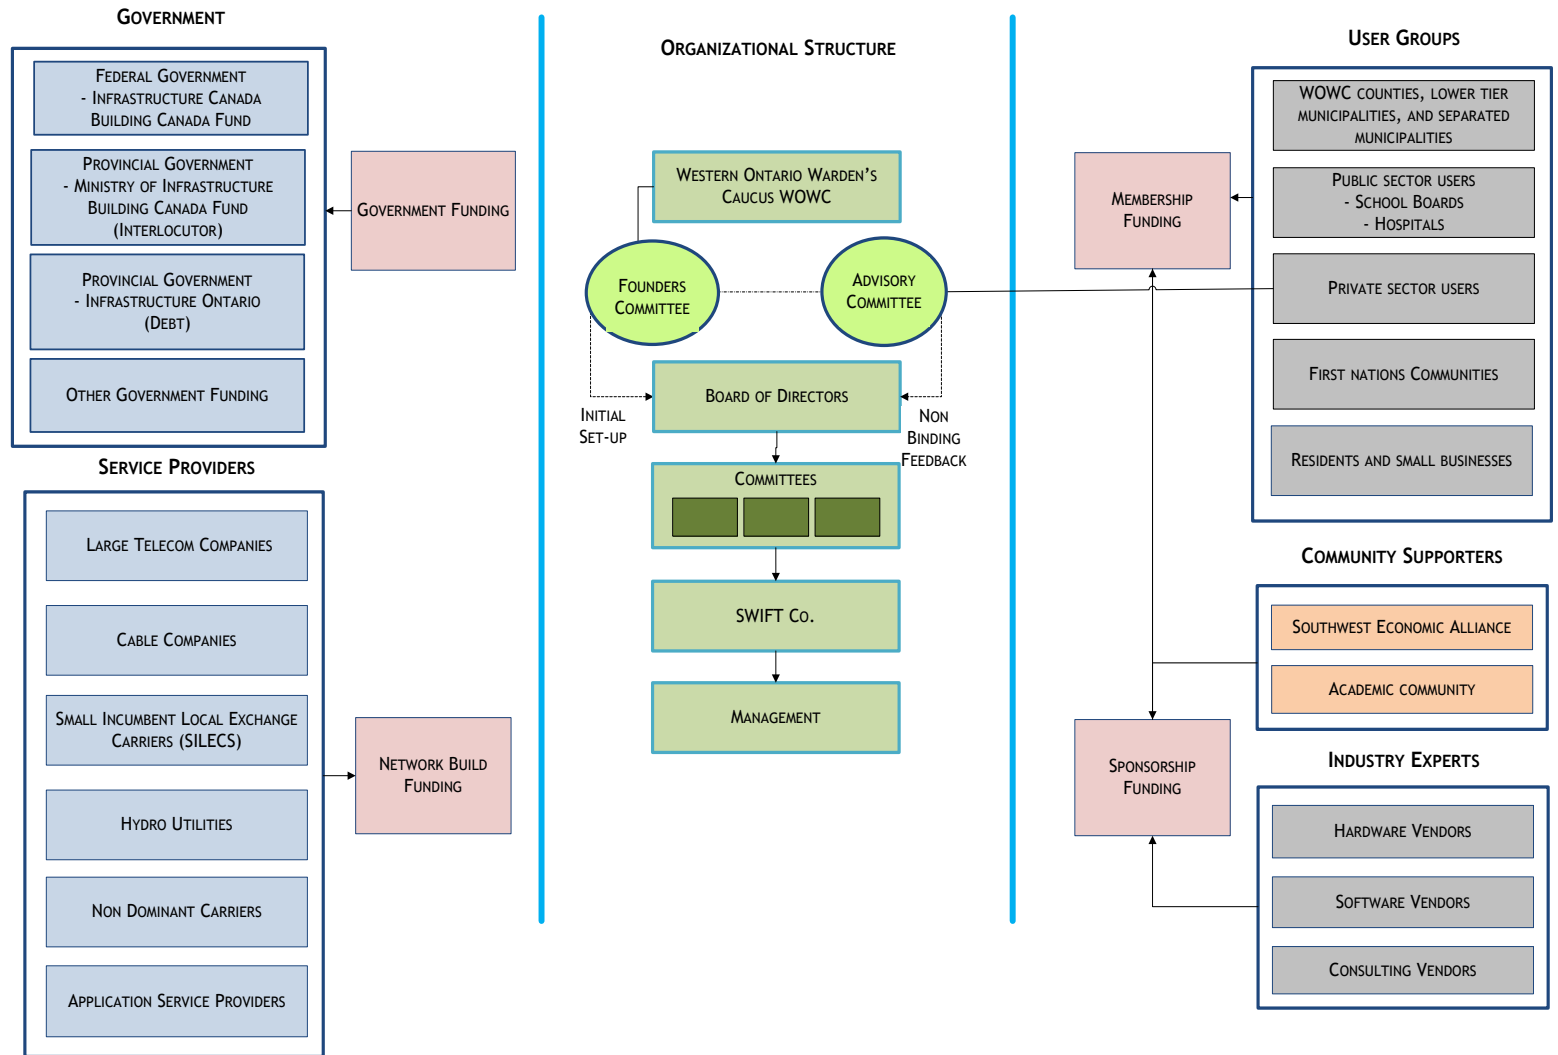 Government
Federal Government
- Infrastructure Canada
Building Canada Fund
Provincial Government
- Ministry of Infrastructure
Building Canada Fund
(Interlocutor)
Provincial Government
- Infrastructure Ontario
(Debt)
Other Government Funding
Government Funding
Service Providers
Large Telecom Companies
Cable Companies
Small Incumbent Local Exchange
Carriers (SILECS)
Hydro Utilities
Non Dominant Carriers
Application Service Providers
Network Build
Funding
Organizational Structure
Western Ontario Warden's
Caucus WOWC
Founders
Committee
Advisory
Committee
Board of Directors
Initial
Set-up
Non
Binding
Feedback
Committees
SWIFT Co.
Management
User Groups
WOWC counties, lower tier
municipalities, and separated
municipalities
Public sector users
- School Boards
- Hospitals
Private sector users
First nations Communities
Residents and small businesses
Membership
Funding
Community Supporters
Southwest Economic Alliance
Academic community
Sponsorship
Funding
Industry Experts
Hardware Vendors
Software Vendors
Consulting Vendors